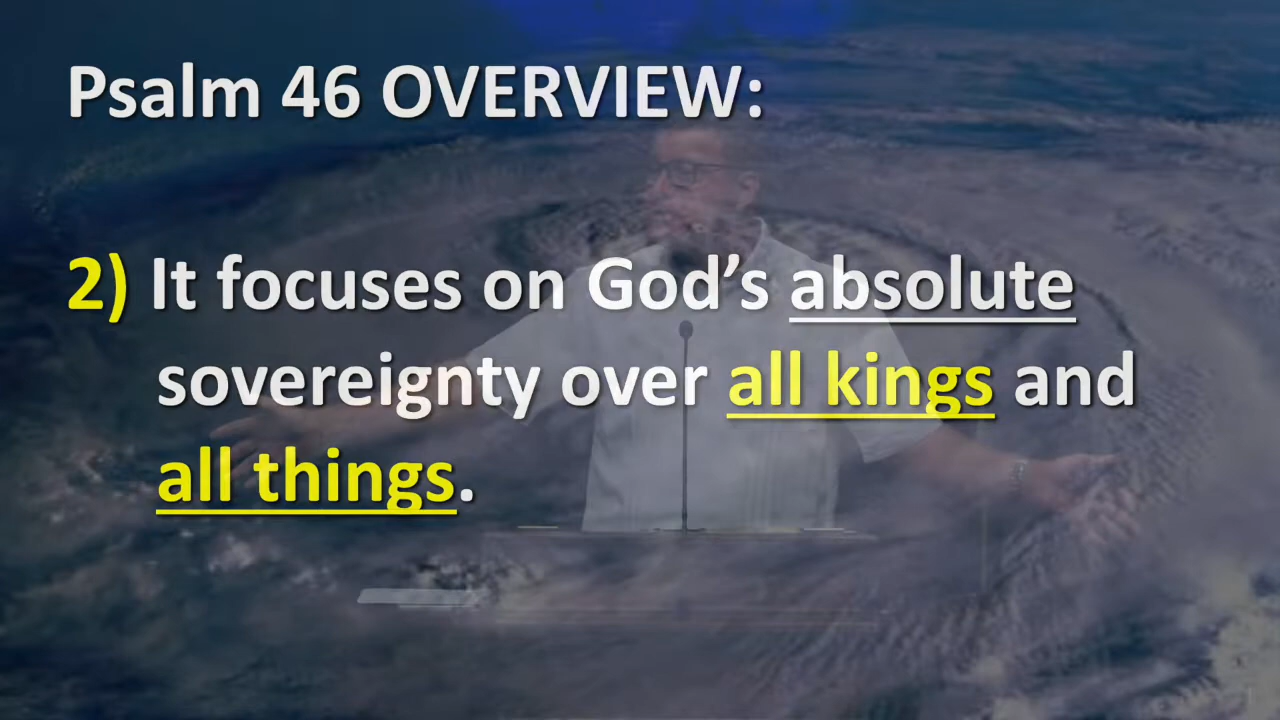 Psalm 46 OVERVIEW:
2) It focuses on God’s absolute
sovereignty over all kings and
all things.